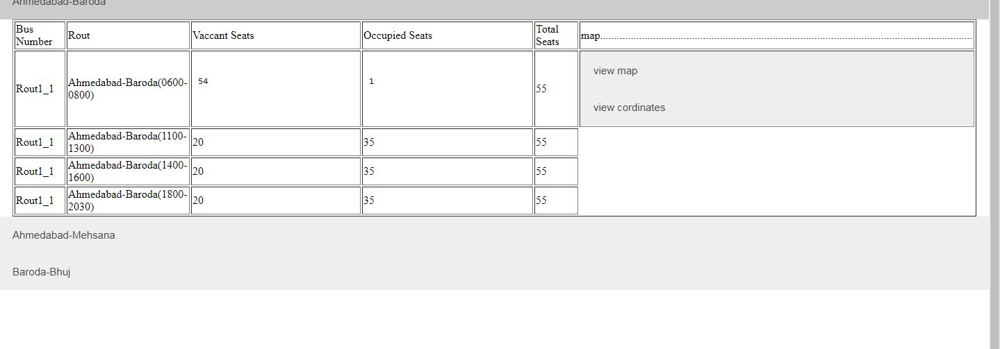 Ahmedabad-Baroda
Bus Number Rout Vaccant Seats Occupied Seats Total Seats map.......................................................................................................................................
Rout1_1 Ahmedabad-Baroda(0600-0800) 54 1 55 view map
view cordinates
Rout1_1 Ahmedabad-Baroda(1100-1300) 20 35 55
Rout1_1 Ahmedabad-Baroda(1400-1600) 20 35 55
Rout1_1 Ahmedabad-Baroda(1800-2030) 20 35 55
Ahmedabad-Mehsana
Baroda-Bhuj